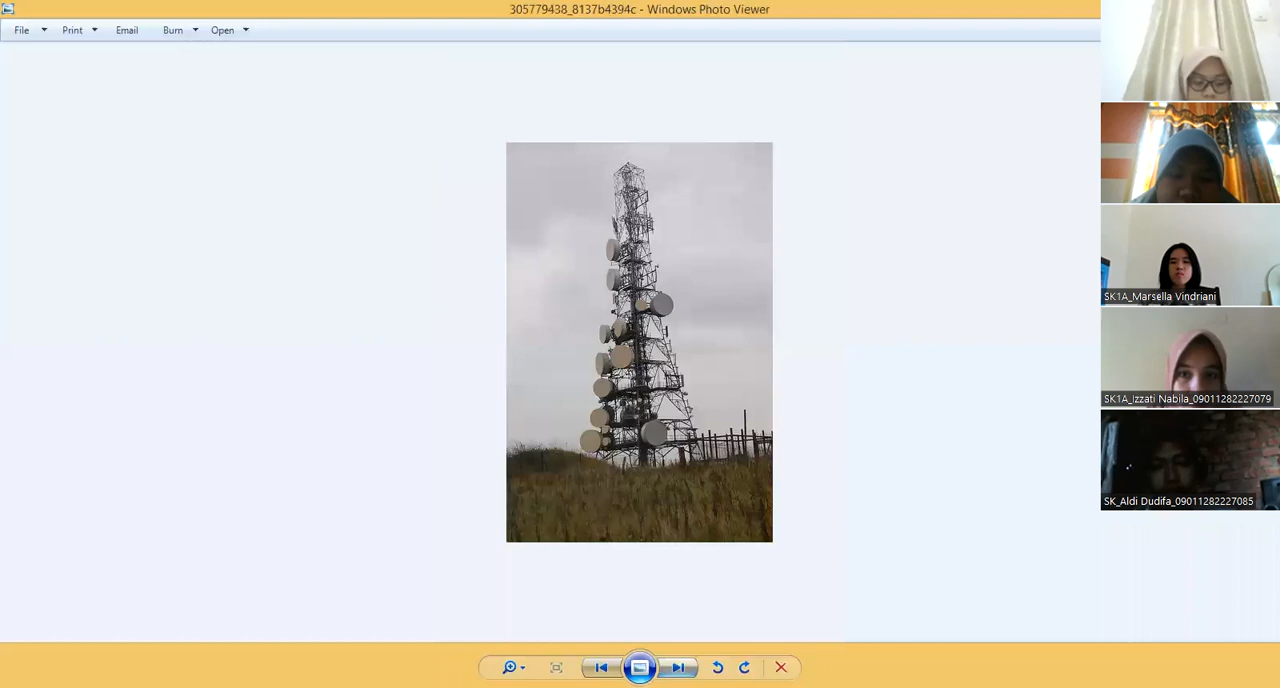 305779438_8137b4394c - Windows Photo Viewer
File Print Email Burn Open
SK1A_Marsella Vindriani
SK1A_Izzati Nabila_09011282227079
SK_Aldi Dudifa_09011282227085